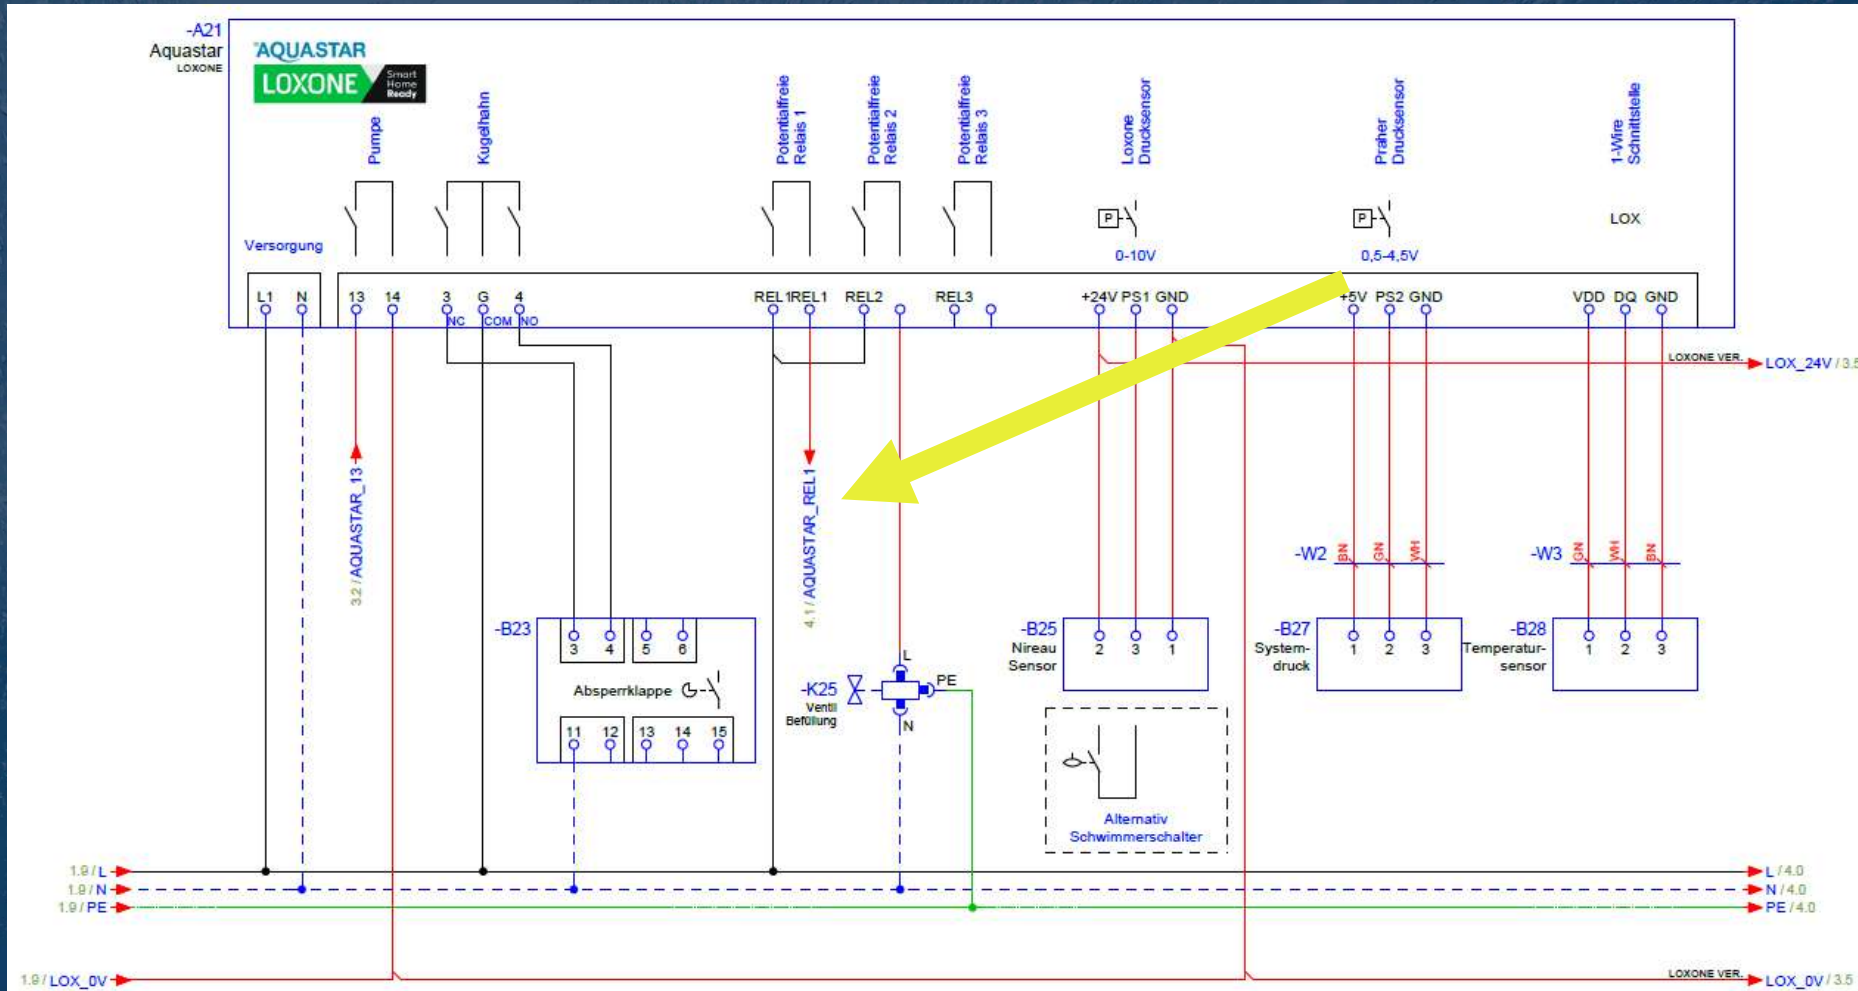 -A21
Aquastar
LOXONE
AQUASTAR
LOXONE
Smart
Home
Ready
Pumpe
Kugelhahn
Potentialfreie
Relais 1
Potentialfreie
Relais 2
Potentialfreie
Relais 3
Loxone
Drucksensor
Praher
Drucksensor
1-Wire
Schnittstelle
P
P
LOX
Versorgung
0-10V
0,5-4,5V
L1 N 13 14 3 G 4 REL1 REL1 REL2 REL3 +24V PS1 GND +5V PS2 GND VDD DQ GND
NC COM NO
LOXONE VER. LOX_24V / 3.5
3.2 / AQUASTAR_13
4.1 / AQUASTAR_REL1
-W2 BN GN WH
-W3 GN WH BN
-B23
3 4 5 6
Absperrklappe
11 12 13 14 15
-K25
Ventil
Befüllung
L
PE
N
-B25
Nireau
Sensor
2 3 1
-B27
System-
druck
1 2 3
-B28
Temperatur-
sensor
1 2 3
Alternativ
Schwimmerschalter
1.9 / L
L / 4.0
1.9 / N
N / 4.0
1.9 / PE
PE / 4.0
1.9 / LOX_0V
LOXONE VER. LOX_0V / 3.5